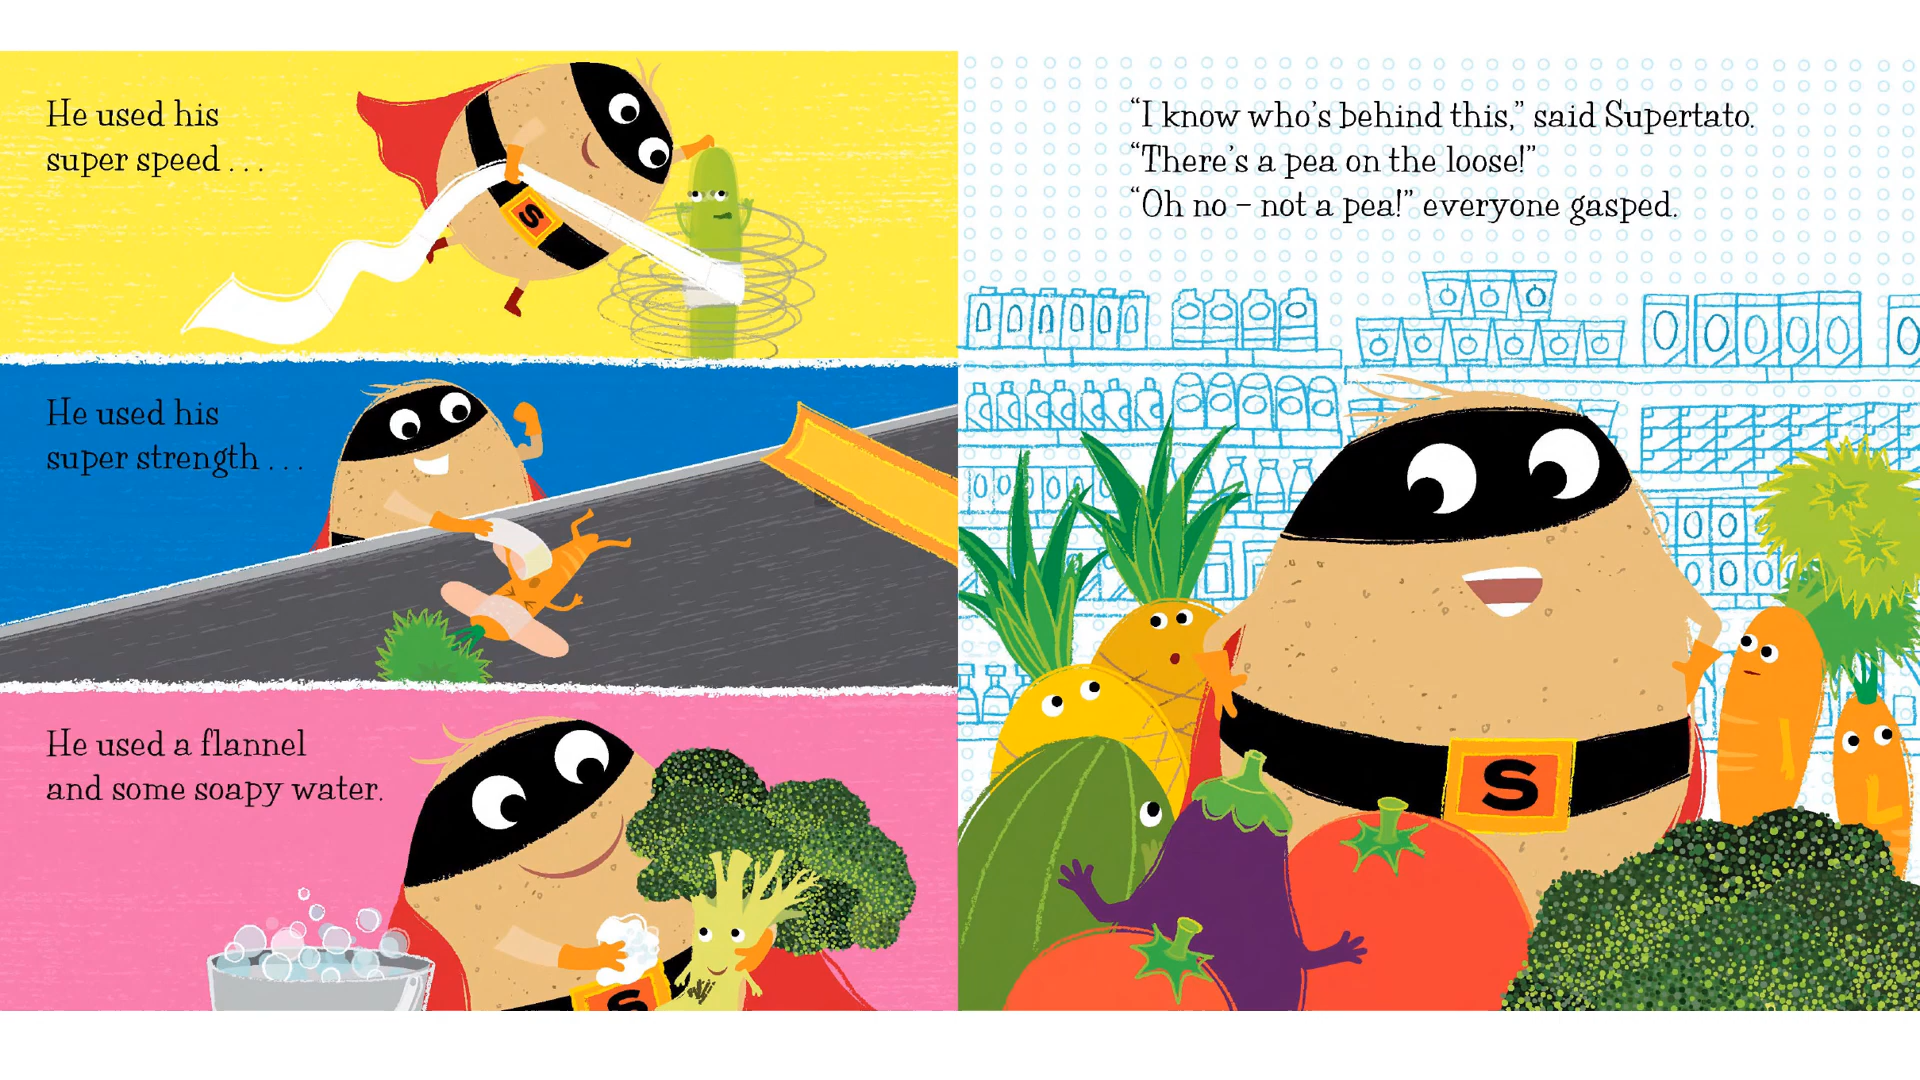 He used his
super speed . . .
S
He used his
super strength . . .
He used a flannel
and some soapy water.
S
“I know who’s behind this,” said Supertato.
“There’s a pea on the loose!”
“Oh no – not a pea!” everyone gasped.
S